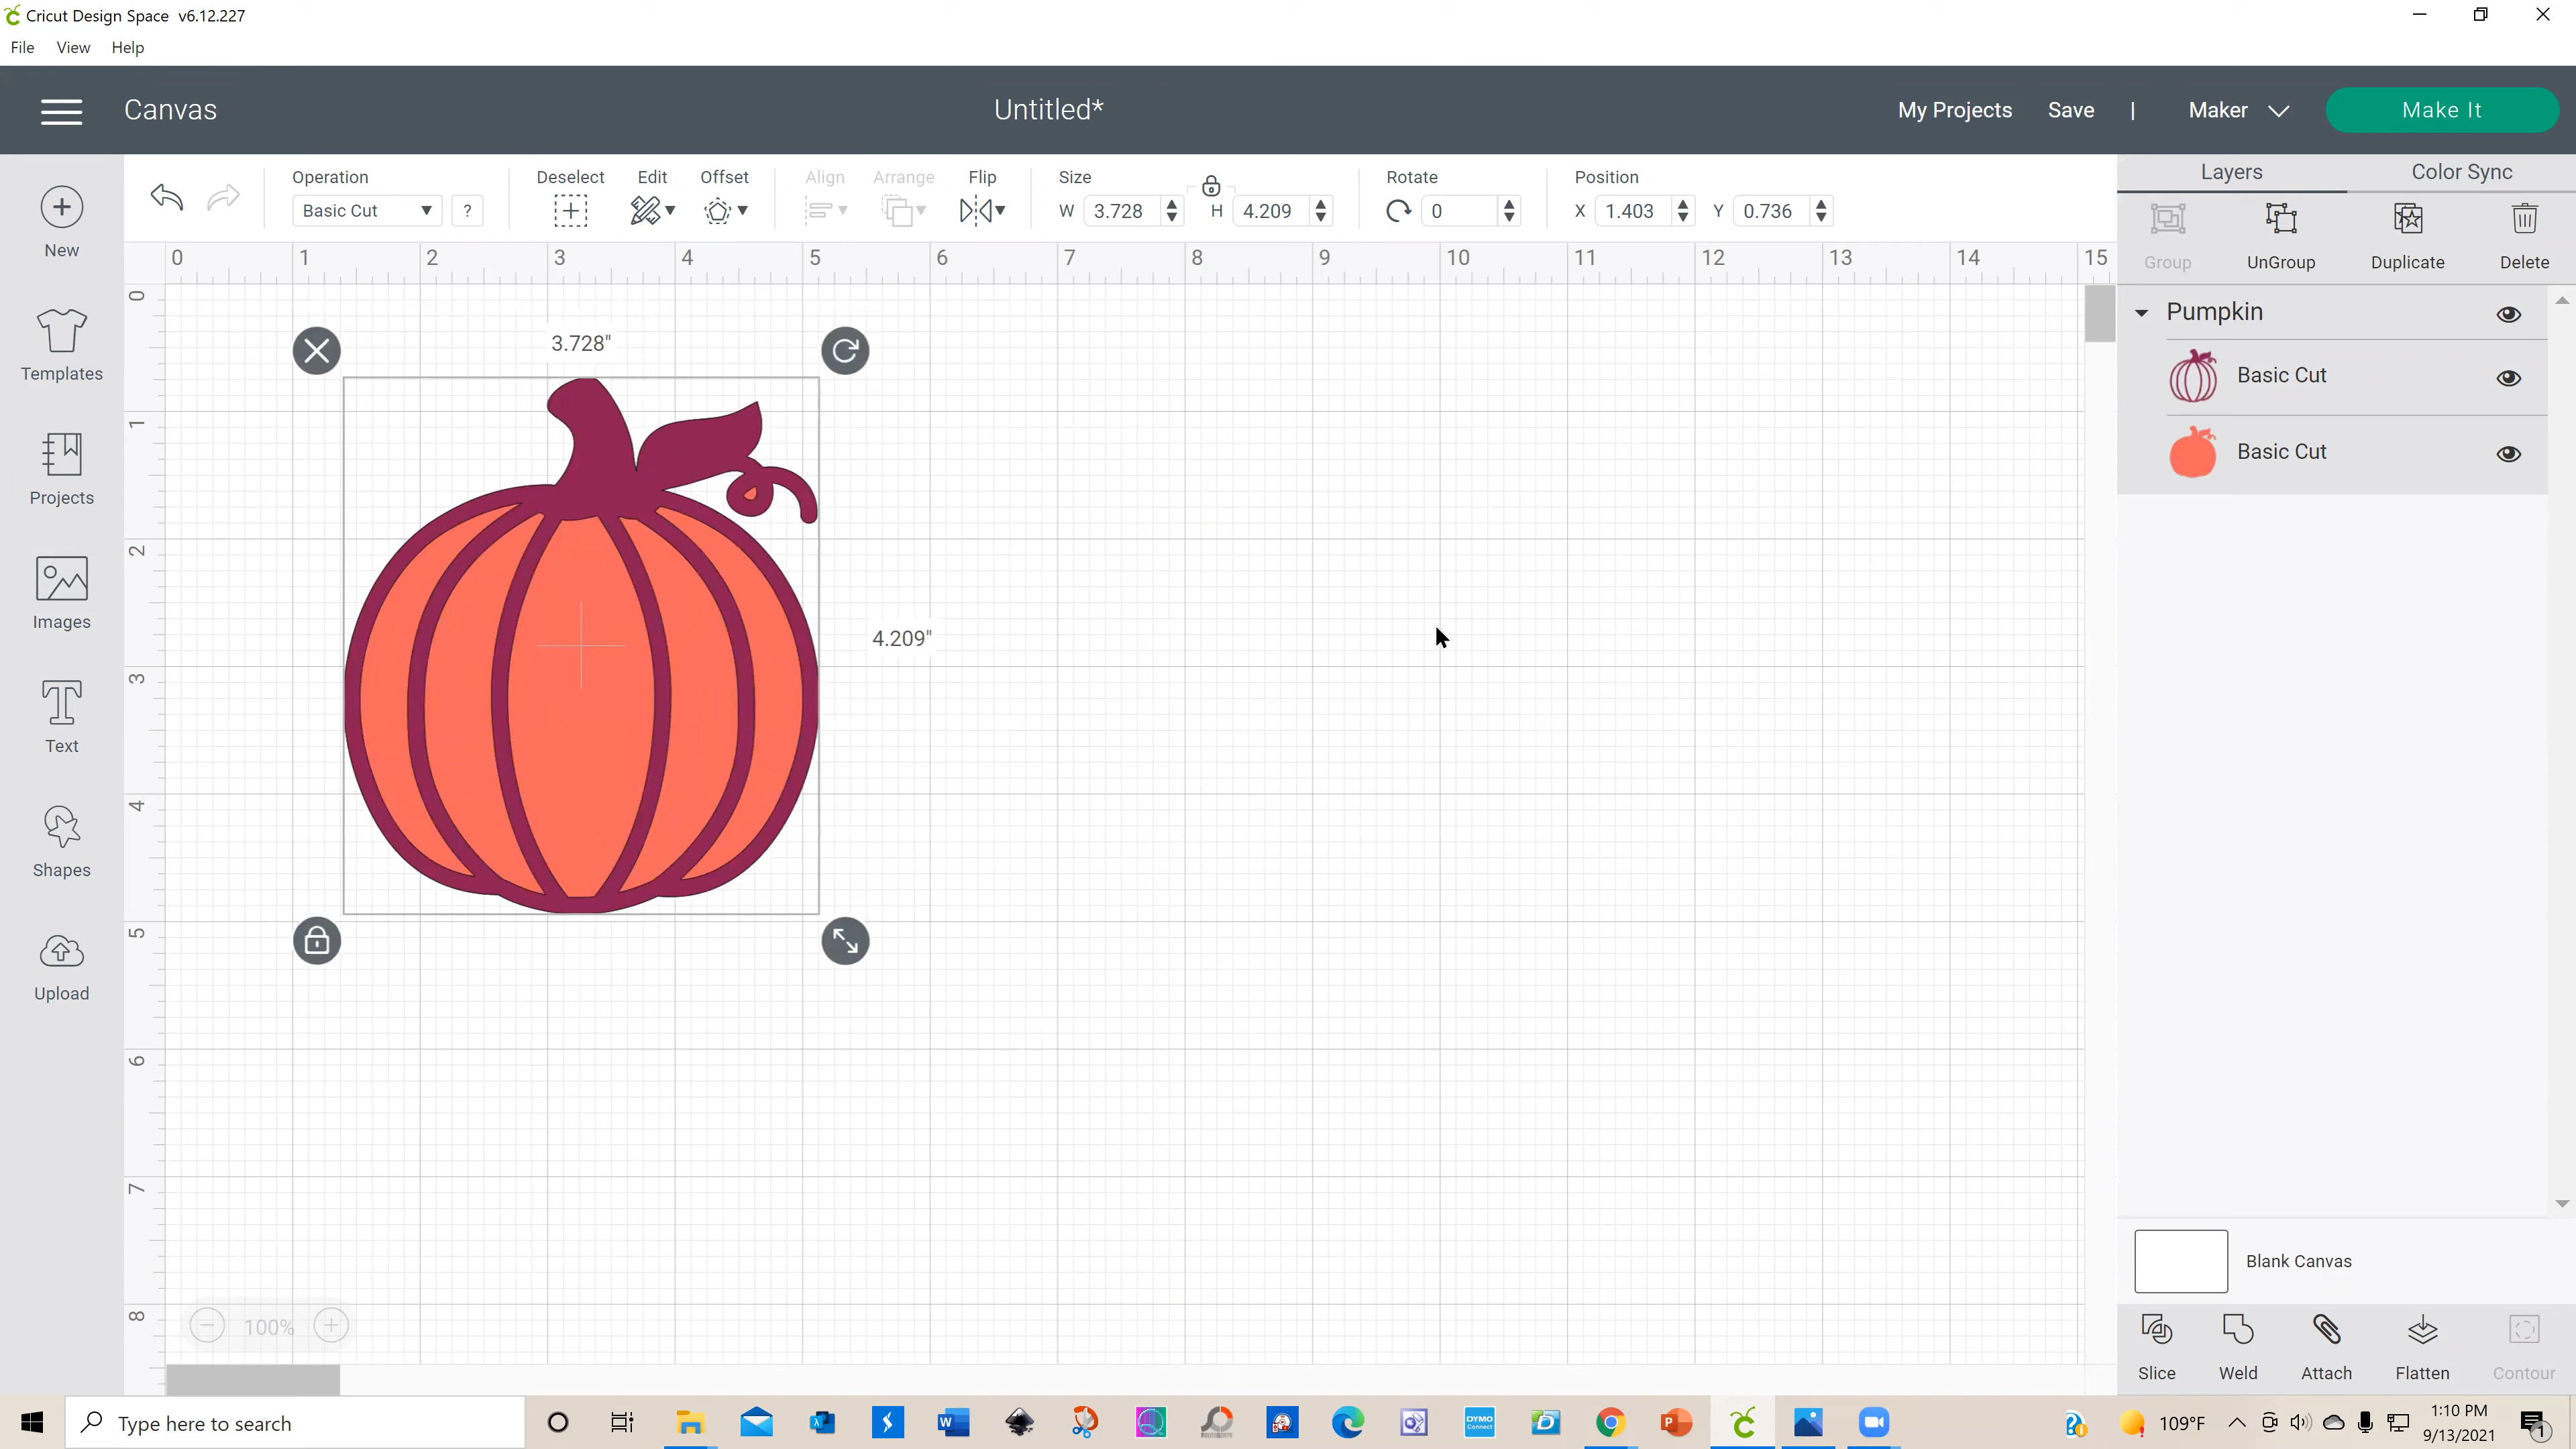 Cricut Design Space v6.12.227
File View Help
Canvas
Untitled*
My Projects Save | Maker Make It
Operation Deselect Edit Offset Align Arrange Flip Size Rotate Position
Basic Cut ? W 3.728 H 4.209 0 X 1.403 Y 0.736
Layers Color Sync
Group UnGroup Duplicate Delete
New
Templates
Projects
Images
Text
Shapes
Upload
0 1 2 3 4 5 6 7 8 9 10 11 12 13 14 15
0
1
2
3
4
5
6
7
8
3.728"
4.209"
100%
Pumpkin
Basic Cut
Basic Cut
Blank Canvas
Slice Weld Attach Flatten Contour
Type here to search
W
DYMO
Connect
D
P
?
109°F
1:10 PM
9/13/2021
1